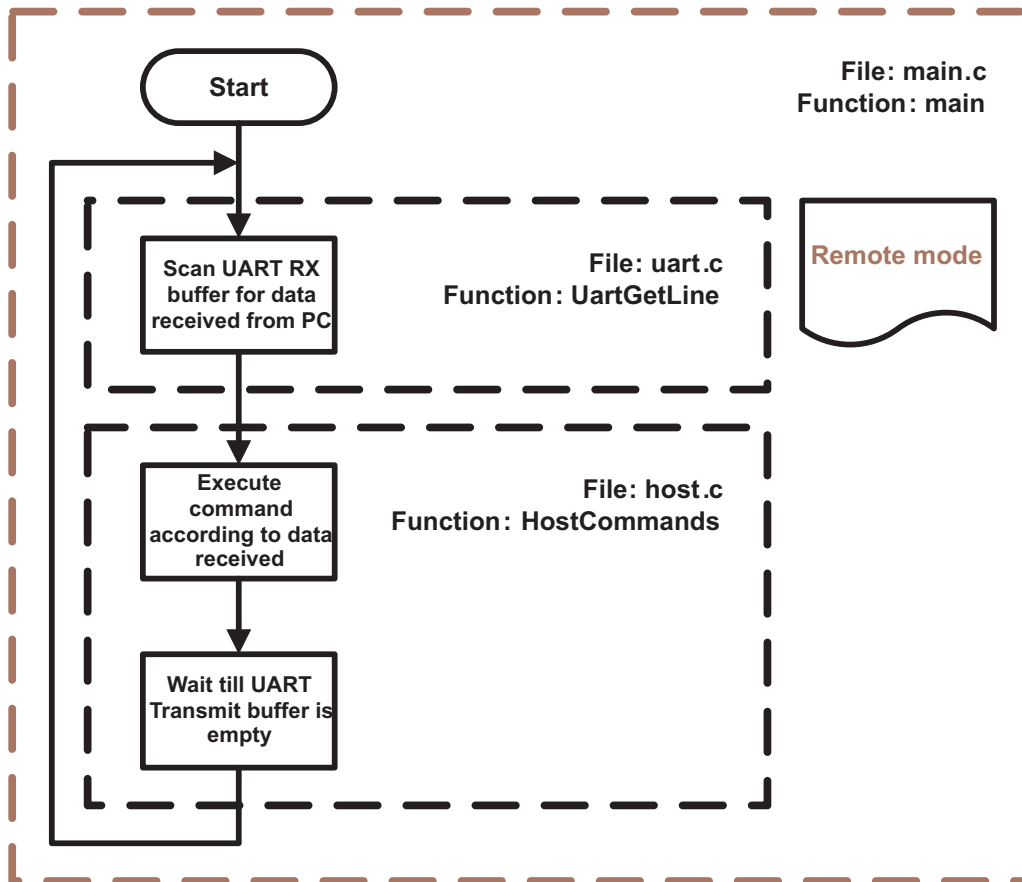 Start
File: main.c
Function: main
Scan UART RX
buffer for data
received from PC
File: uart.c
Function: UartGetLine
Remote mode
Execute
command
according to data
received
File: host.c
Function: HostCommands
Wait till UART
Transmit buffer is
empty